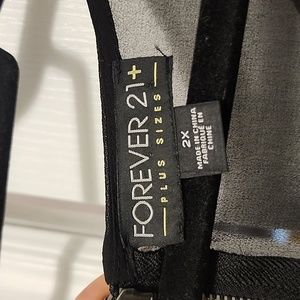 FOREVER 21+
PLUS SIZES
2X
MADE IN CHINA
FABRIQUÉ EN
CHINE